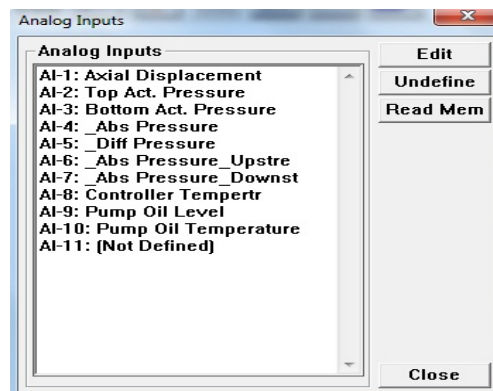 Analog Inputs
Analog Inputs
AI-1: Axial Displacement
AI-2: Top Act. Pressure
AI-3: Bottom Act. Pressure
AI-4: _Abs Pressure
AI-5: _Diff Pressure
AI-6: _Abs Pressure_Upstre
AI-7: _Abs Pressure_Downst
AI-8: Controller Tempertr
AI-9: Pump Oil Level
AI-10: Pump Oil Temperature
AI-11: (Not Defined)
Edit
Undefine
Read Mem
Close